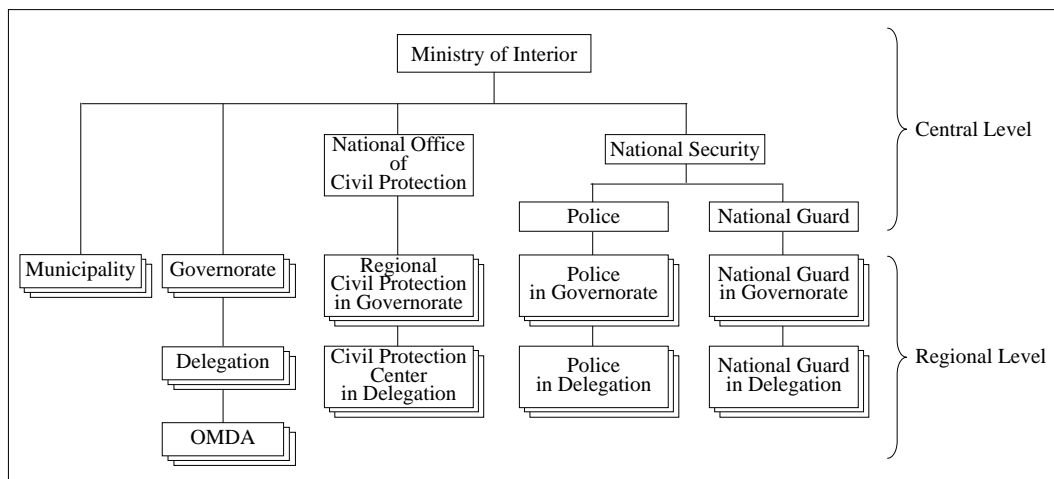 Ministry of Interior
Central Level
National Office
of
Civil Protection
National Security
Police
National Guard
Municipality
Governorate
Regional
Civil Protection
in Governorate
Police
in Governorate
National Guard
in Governorate
Regional Level
Delegation
Civil Protection
Center
in Delegation
Police
in Delegation
National Guard
in Delegation
OMDA